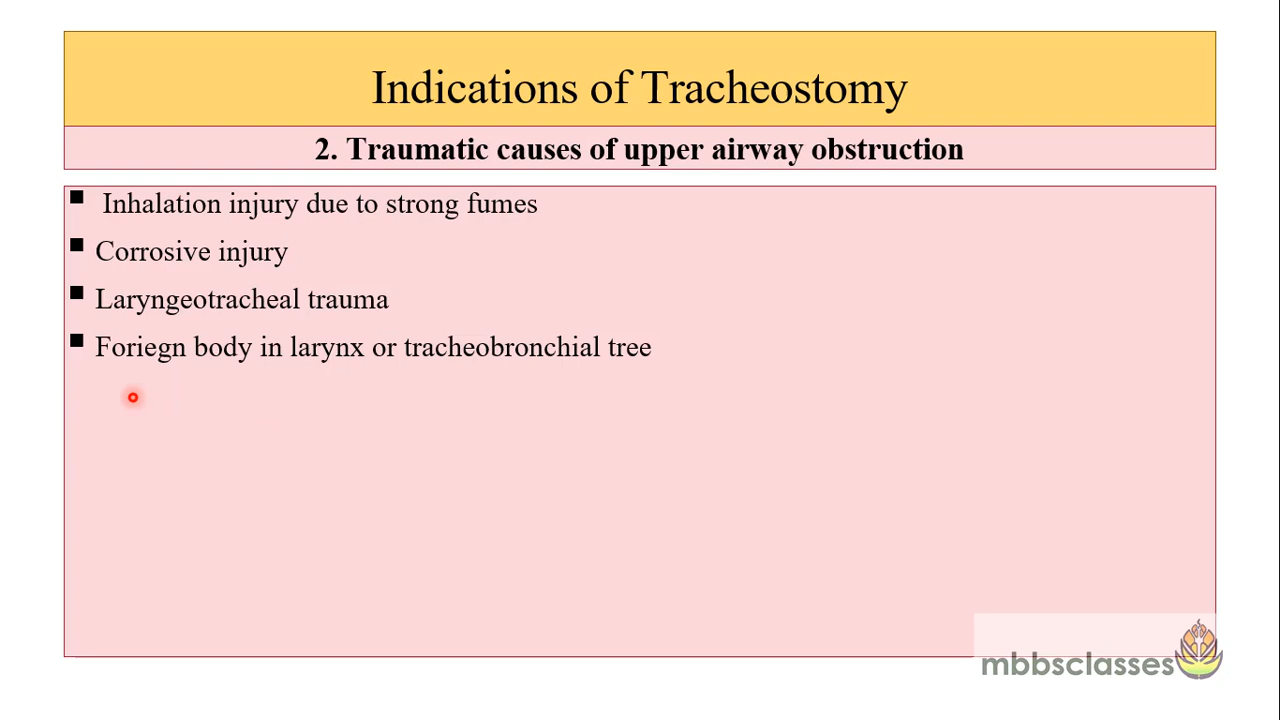 Indications of Tracheostomy
2. Traumatic causes of upper airway obstruction
▪ Inhalation injury due to strong fumes
▪ Corrosive injury
▪ Laryngeotracheal trauma
▪ Foriegn body in larynx or tracheobronchial tree
mbbsclasses